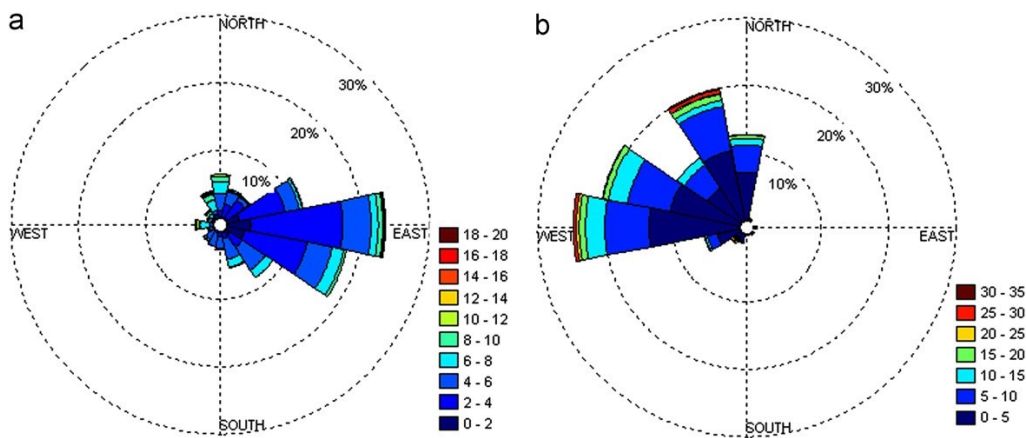 a
NORTH
30%
20%
10%
WEST
EAST
SOUTH
18 - 20
16 - 18
14 - 16
12 - 14
10 - 12
8 - 10
6 - 8
4 - 6
2 - 4
0 - 2
b
NORTH
30%
20%
10%
WEST
EAST
SOUTH
30 - 35
25 - 30
20 - 25
15 - 20
10 - 15
5 - 10
0 - 5